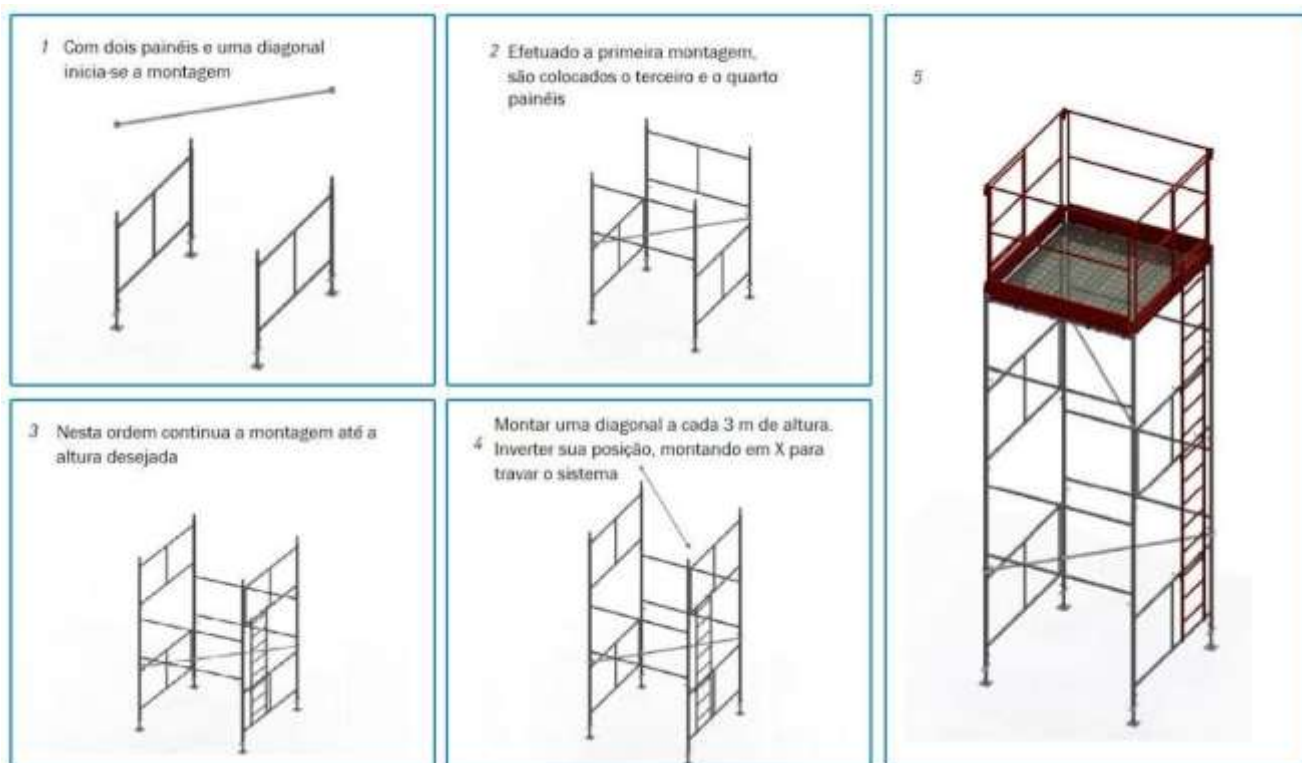 1 Com dois painéis e uma diagonal
inicia-se a montagem
2 Efetuado a primeira montagem,
são colocados o terceiro e o quarto
painéis
3 Nesta ordem continua a montagem até a
altura desejada
4 Montar uma diagonal a cada 3 m de altura.
Inverter sua posição, montando em X para
travar o sistema
5